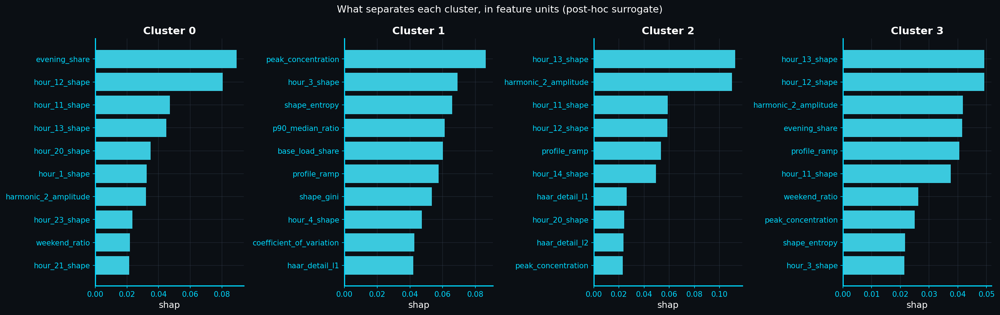 What separates each cluster, in feature units (post-hoc surrogate)
Cluster 0
evening_share
hour_12_shape
hour_11_shape
hour_13_shape
hour_20_shape
hour_1_shape
harmonic_2_amplitude
hour_23_shape
weekend_ratio
hour_21_shape
0.00 0.02 0.04 0.06 0.08
shap
Cluster 1
peak_concentration
hour_3_shape
shape_entropy
p90_median_ratio
base_load_share
profile_ramp
shape_gini
hour_4_shape
coefficient_of_variation
haar_detail_l1
0.00 0.02 0.04 0.06 0.08
shap
Cluster 2
hour_13_shape
harmonic_2_amplitude
hour_11_shape
hour_12_shape
profile_ramp
hour_14_shape
haar_detail_l1
hour_20_shape
haar_detail_l2
peak_concentration
0.00 0.02 0.04 0.06 0.08 0.10
shap
Cluster 3
hour_13_shape
hour_12_shape
harmonic_2_amplitude
evening_share
profile_ramp
hour_11_shape
weekend_ratio
peak_concentration
shape_entropy
hour_3_shape
0.00 0.01 0.02 0.03 0.04 0.05
shap